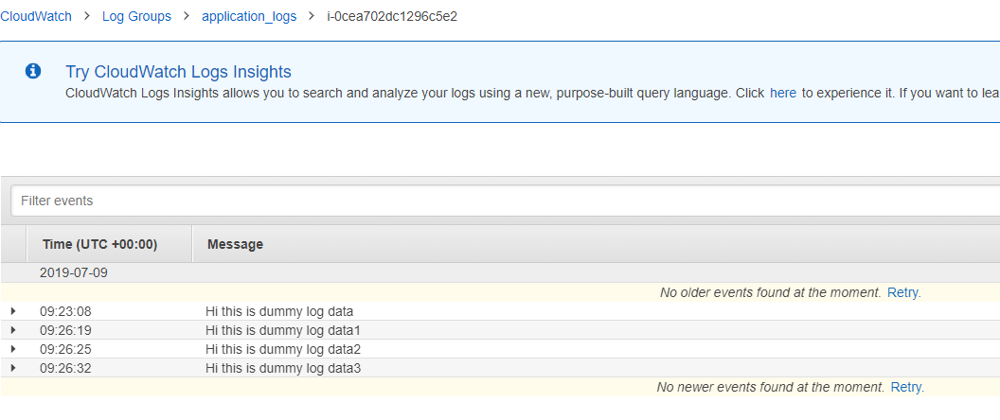 CloudWatch > Log Groups > application_logs > i-0cea702dc1296c5e2
Try CloudWatch Logs Insights
CloudWatch Logs Insights allows you to search and analyze your logs using a new, purpose-built query language. Click here to experience it. If you want to lea
Filter events
Time (UTC +00:00) Message
2019-07-09
No older events found at the moment. Retry.
09:23:08 Hi this is dummy log data
09:26:19 Hi this is dummy log data1
09:26:25 Hi this is dummy log data2
09:26:32 Hi this is dummy log data3
No newer events found at the moment. Retry.